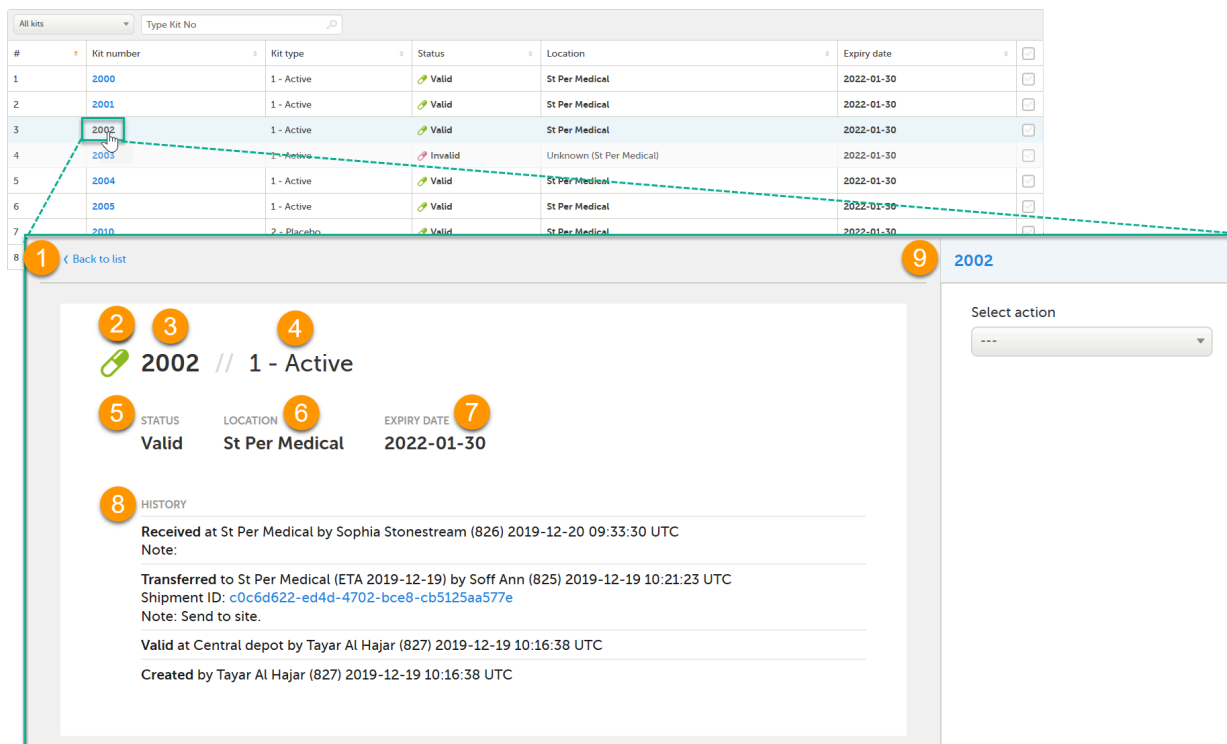 All kits Type Kit No
# Kit number Kit type Status Location Expiry date
1 2000 1 - Active Valid St Per Medical 2022-01-30
2 2001 1 - Active Valid St Per Medical 2022-01-30
3 2002 1 - Active Valid St Per Medical 2022-01-30
4 2003 1 - Active Invalid Unknown (St Per Medical) 2022-01-30
5 2004 1 - Active Valid St Per Medical 2022-01-30
6 2005 1 - Active Valid St Per Medical 2022-01-30
7 2010 2 - Placebo Valid St Per Medical 2022-01-30
8 1 Back to list 9 2002
Select action
---
2 3 4
2002 // 1 - Active
5 STATUS LOCATION 6 EXPIRY DATE 7
Valid St Per Medical 2022-01-30
8 HISTORY
Received at St Per Medical by Sophia Stonestream (826) 2019-12-20 09:33:30 UTC
Note:
Transferred to St Per Medical (ETA 2019-12-19) by Soff Ann (825) 2019-12-19 10:21:23 UTC
Shipment ID: c0c6d622-ed4d-4702-bce8-cb5125aa577e
Note: Send to site.
Valid at Central depot by Tayar Al Hajar (827) 2019-12-19 10:16:38 UTC
Created by Tayar Al Hajar (827) 2019-12-19 10:16:38 UTC